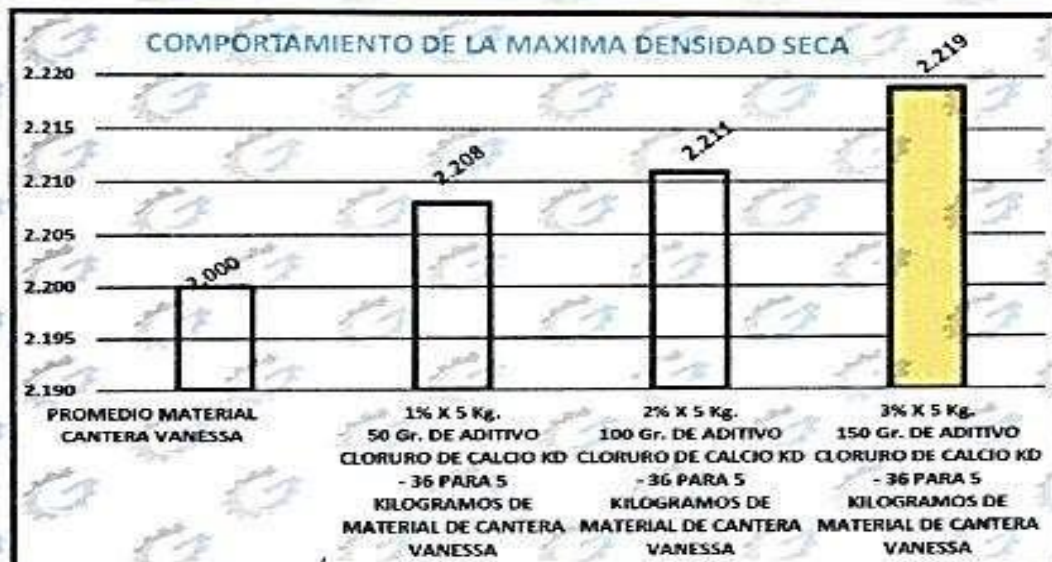 COMPORTAMIENTO DE LA MAXIMA DENSIDAD SECA
2.220
2.215
2.210
2.205
2.200
2.195
2.190
2.000
2.208
2.211
2.219
PROMEDIO MATERIAL
CANTERA VANESSA
1% X 5 Kg.
50 Gr. DE ADITIVO
CLORURO DE CALCIO KD
- 36 PARA 5
KILOGRAMOS DE
MATERIAL DE CANTERA
VANESSA
2% X 5 Kg.
100 Gr. DE ADITIVO
CLORURO DE CALCIO KD
- 36 PARA 5
KILOGRAMOS DE
MATERIAL DE CANTERA
VANESSA
3% X 5 Kg.
150 Gr. DE ADITIVO
CLORURO DE CALCIO KD
- 36 PARA 5
KILOGRAMOS DE
MATERIAL DE CANTERA
VANESSA